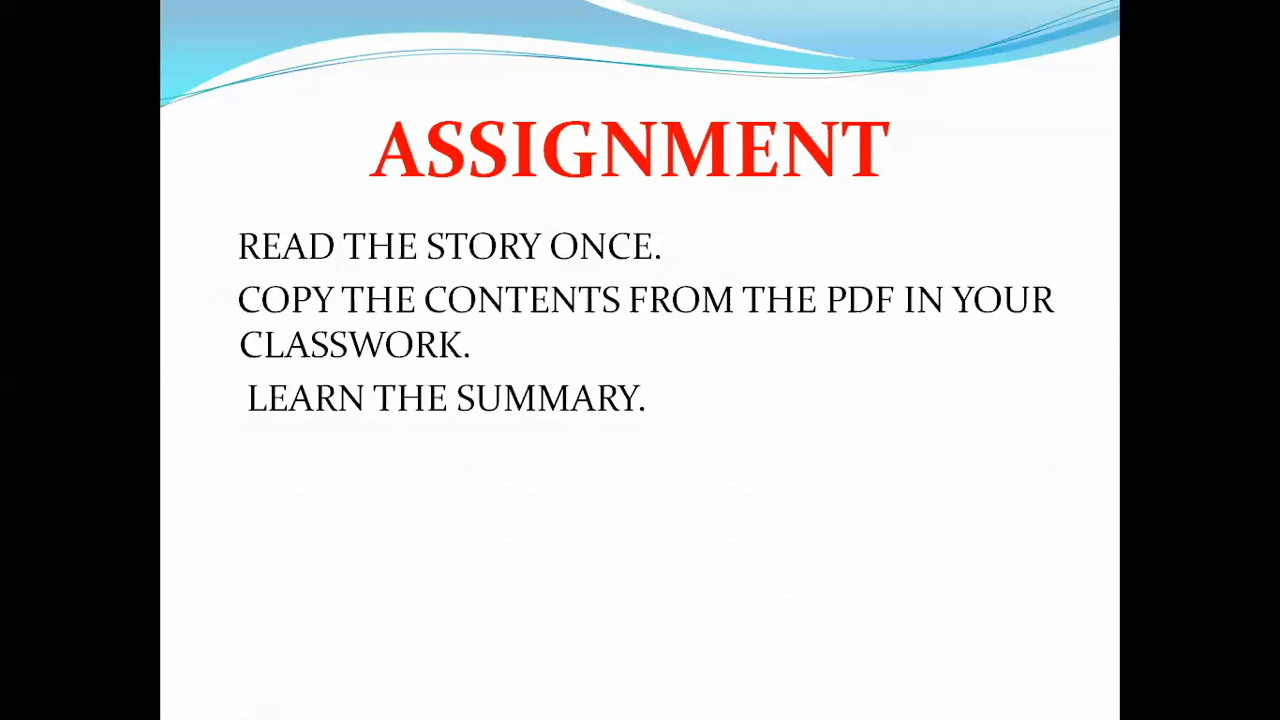 ASSIGNMENT
READ THE STORY ONCE.
COPY THE CONTENTS FROM THE PDF IN YOUR
CLASSWORK.
LEARN THE SUMMARY.